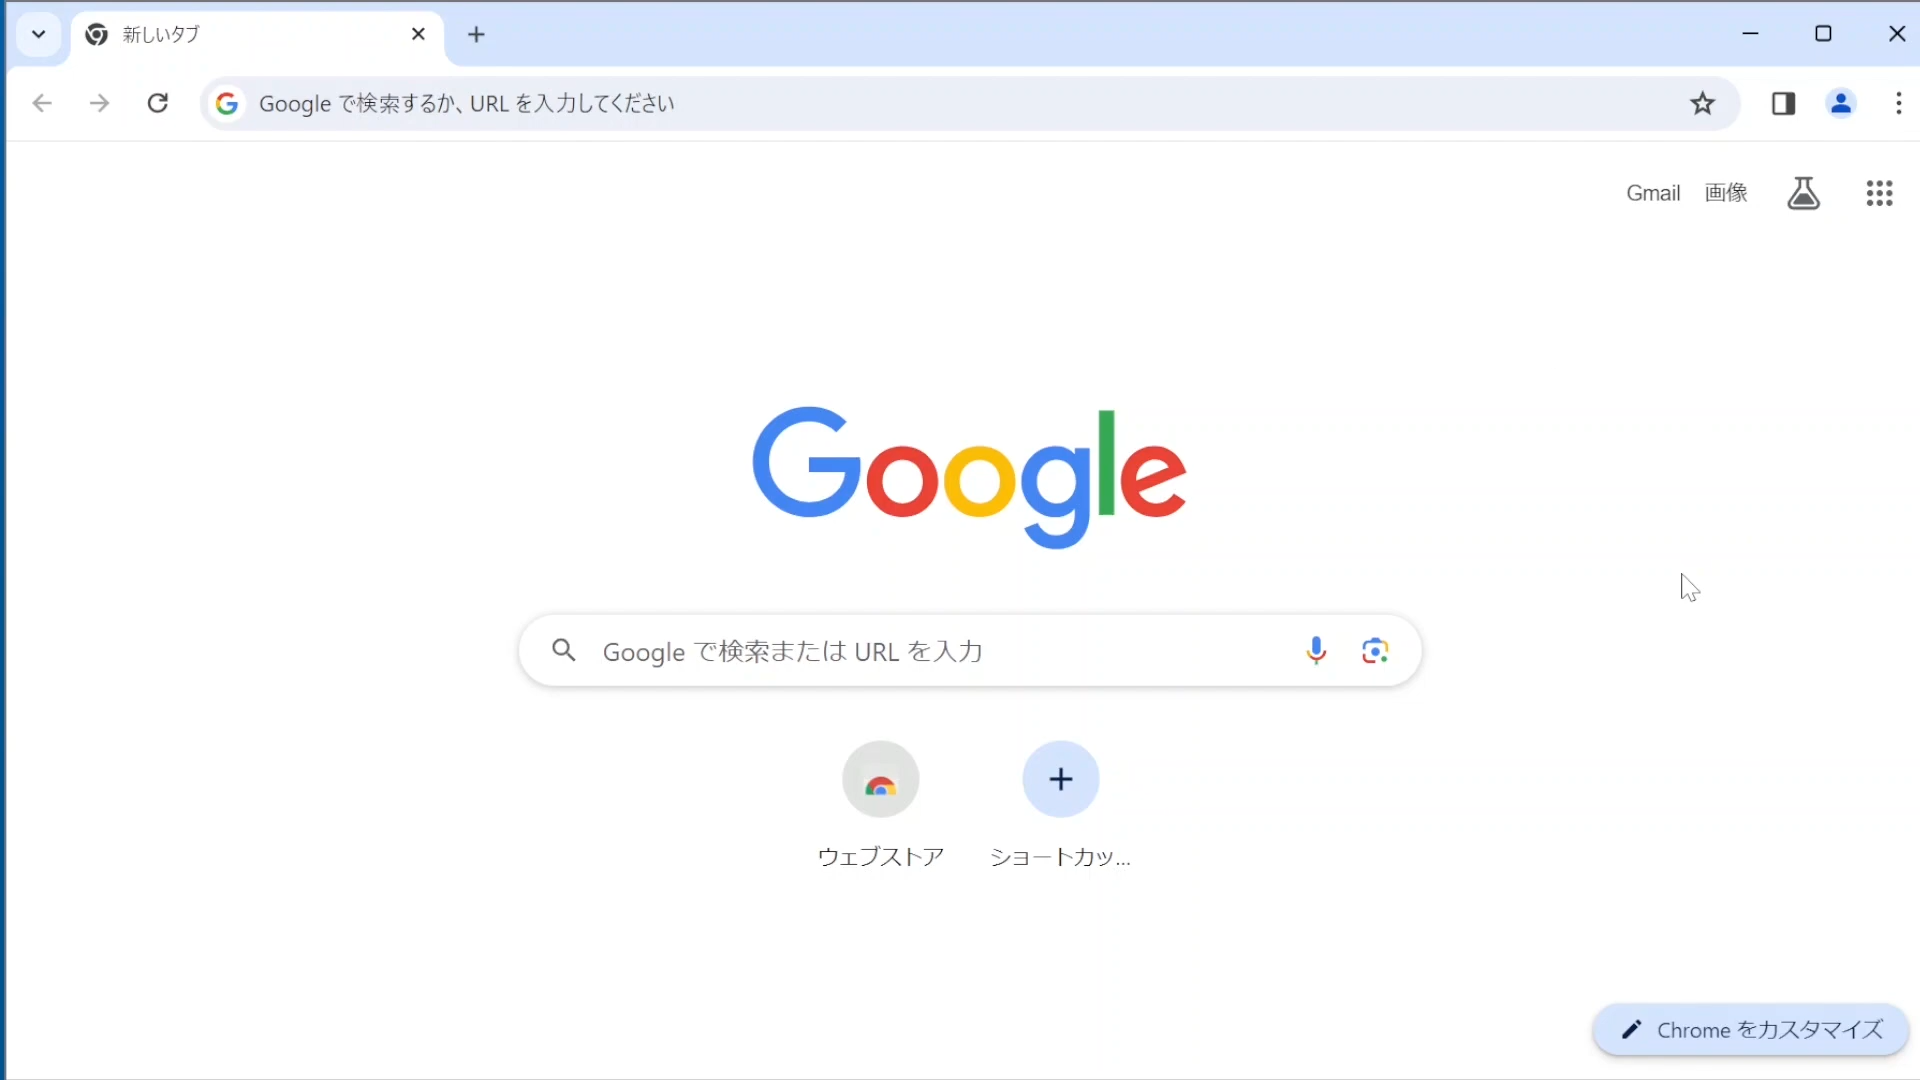 新しいタブ
Google で検索するか、URL を入力してください
Gmail 画像
Google
Google で検索または URL を入力
ウェブストア ショートカッ...
Chrome をカスタマイズ